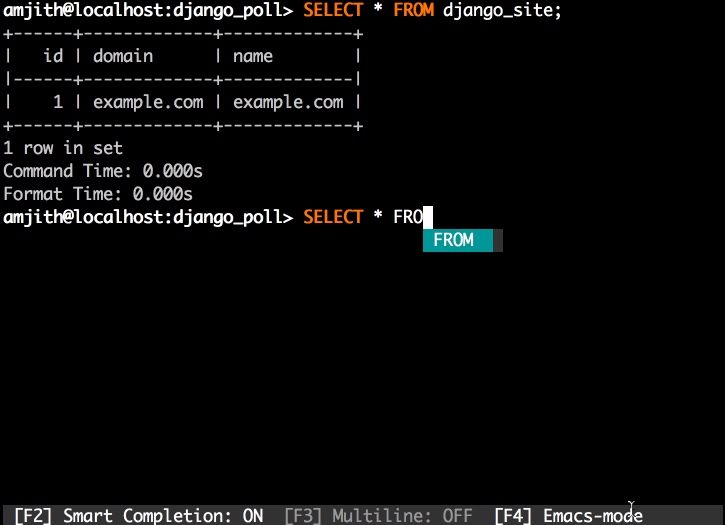 amjith@localhost:django_poll> SELECT * FROM django_site;
+------+-------------+-------------+
|   id | domain      | name        |
|------+-------------+-------------|
|    1 | example.com | example.com |
+------+-------------+-------------+
1 row in set
Command Time: 0.000s
Format Time: 0.000s
amjith@localhost:django_poll> SELECT * FRO
FROM
[F2] Smart Completion: ON  [F3] Multiline: OFF  [F4] Emacs-mode